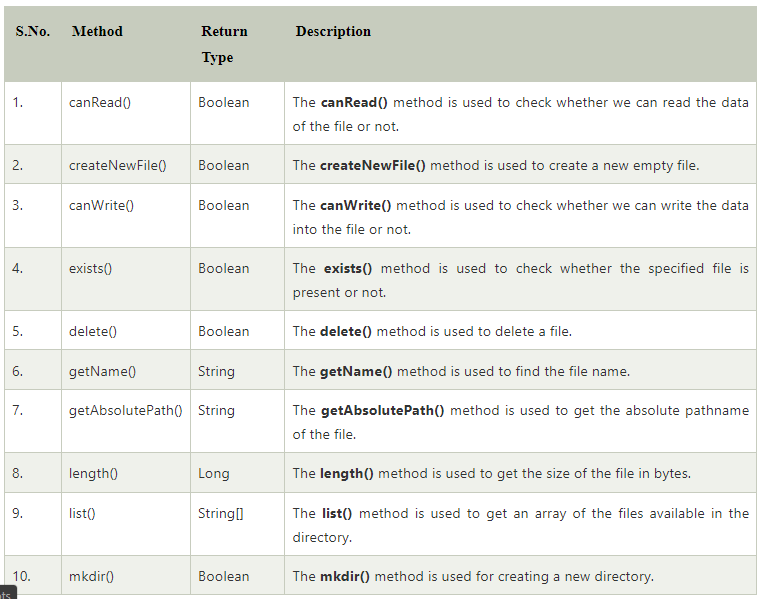 S.No. Method Return Type Description
1. canRead() Boolean The canRead() method is used to check whether we can read the data
of the file or not.
2. createNewFile() Boolean The createNewFile() method is used to create a new empty file.
3. canWrite() Boolean The canWrite() method is used to check whether we can write the data
into the file or not.
4. exists() Boolean The exists() method is used to check whether the specified file is
present or not.
5. delete() Boolean The delete() method is used to delete a file.
6. getName() String The getName() method is used to find the file name.
7. getAbsolutePath() String The getAbsolutePath() method is used to get the absolute pathname
of the file.
8. length() Long The length() method is used to get the size of the file in bytes.
9. list() String[] The list() method is used to get an array of the files available in the
directory.
10. mkdir() Boolean The mkdir() method is used for creating a new directory.